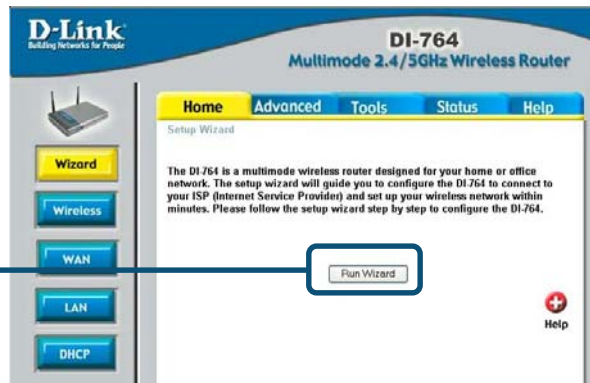 D-Link
Building Networks for People
DI-764
Multimode 2.4/5GHz Wireless Router
Home Advanced Tools Status Help
Setup Wizard
Wizard
The DI-764 is a multimode wireless router designed for your home or office
network. The setup wizard will guide you to configure the DI-764 to connect to
your ISP (Internet Service Provider) and set up your wireless network within
minutes. Please follow the setup wizard step by step to configure the DI-764.
Wireless
WAN
Run Wizard
LAN
Help
DHCP